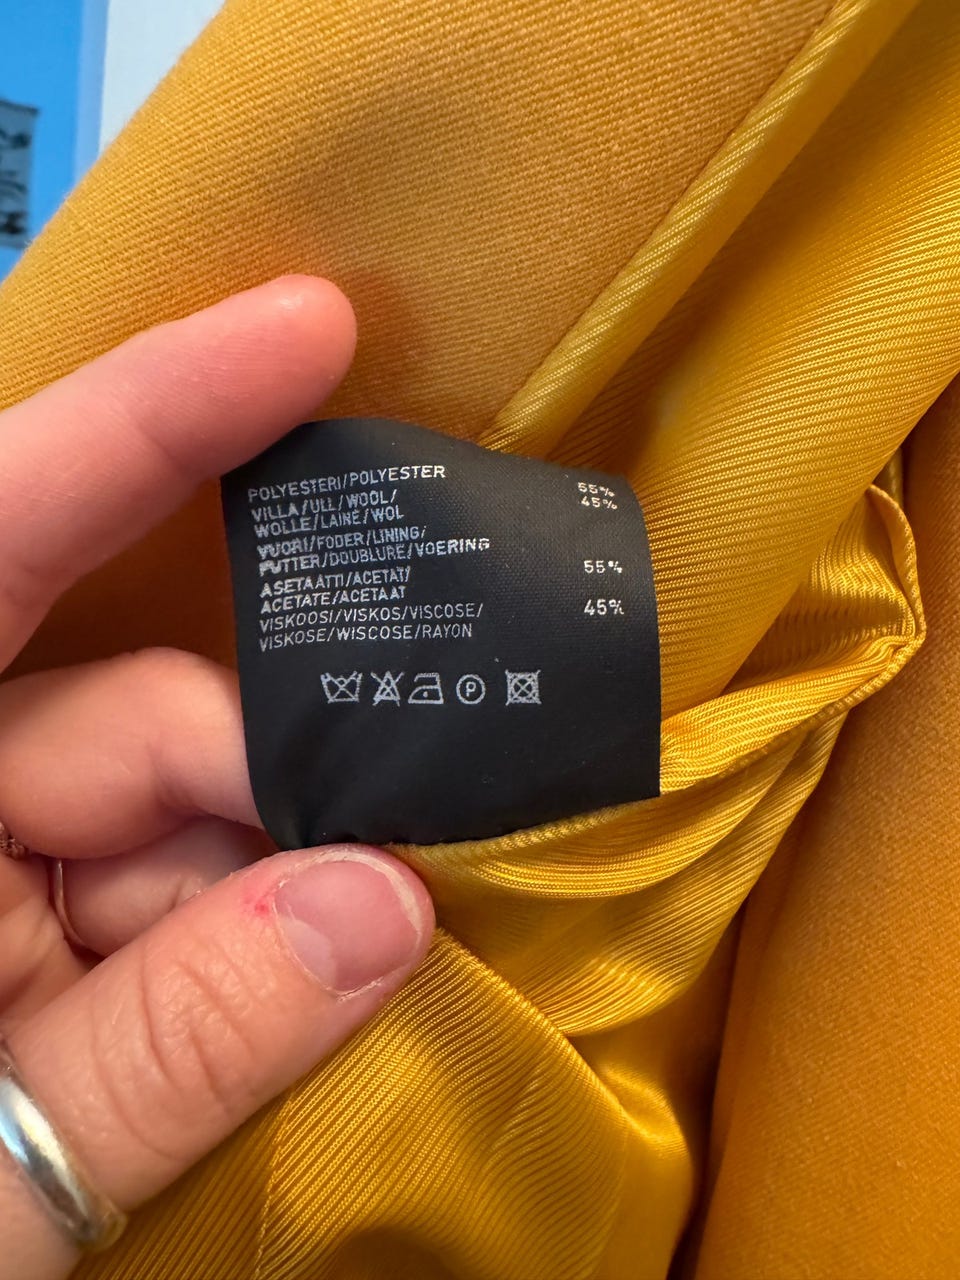 POLYESTERI/POLYESTER 55%
VILLA/ULL/WOOL/ 45%
WOLLE/LAINE/WOL
VUORI/FODER/LINING/
FUTTER/DOUBLURE/VOERING
ASETAATTI/ACETAT/ 55%
ACETATE/ACETAAT
VISKOOSI/VISKOS/VISCOSE/ 45%
VISKOSE/WISCOSE/RAYON
P